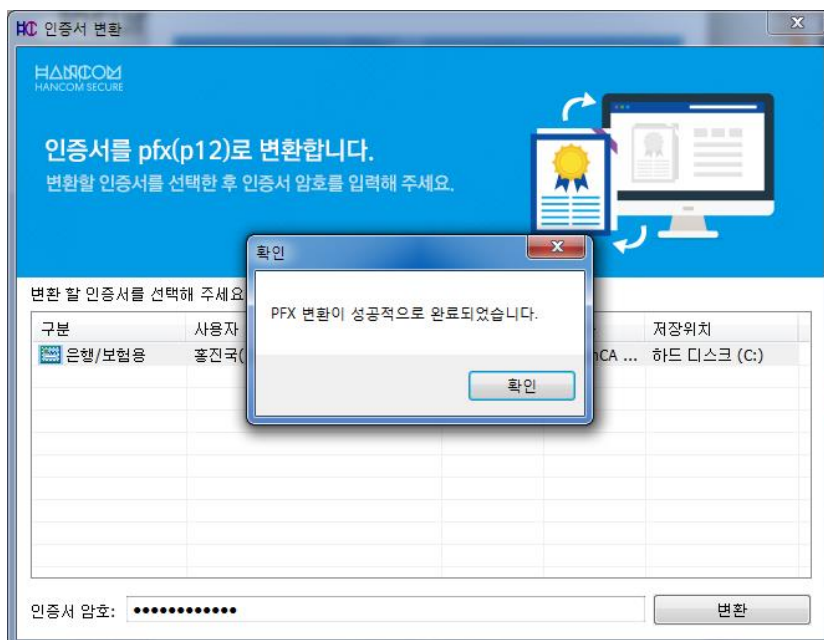 HC 인증서 변환
HANCOM
HANCOM SECURE
인증서를 pfx(p12)로 변환합니다.
변환할 인증서를 선택한 후 인증서 암호를 입력해 주세요.
확인
변환 할 인증서를 선택해 주세요
PFX 변환이 성공적으로 완료되었습니다.
구분 사용자 저장위치
은행/보험용 홍진국( CA ... 하드 디스크 (C:)
확인
인증서 암호: ●●●●●●●●●●●● 변환